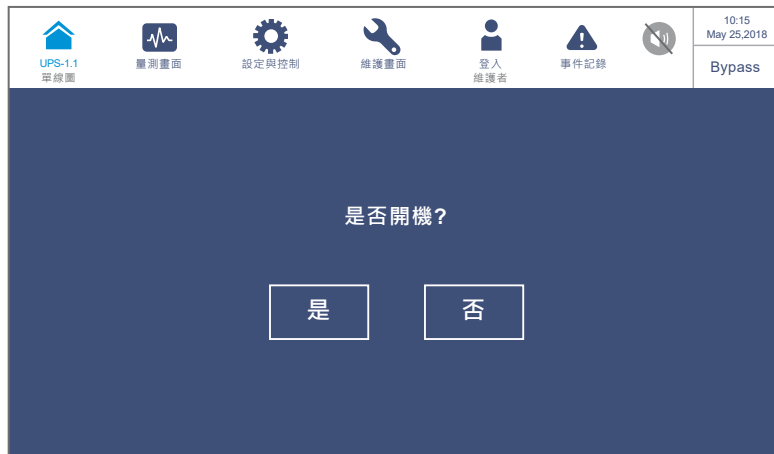 UPS-1.1
單線圖
量測畫面
設定與控制
維護畫面
登入
維護者
事件記錄
10:15
May 25,2018
Bypass
是否開機?
是
否